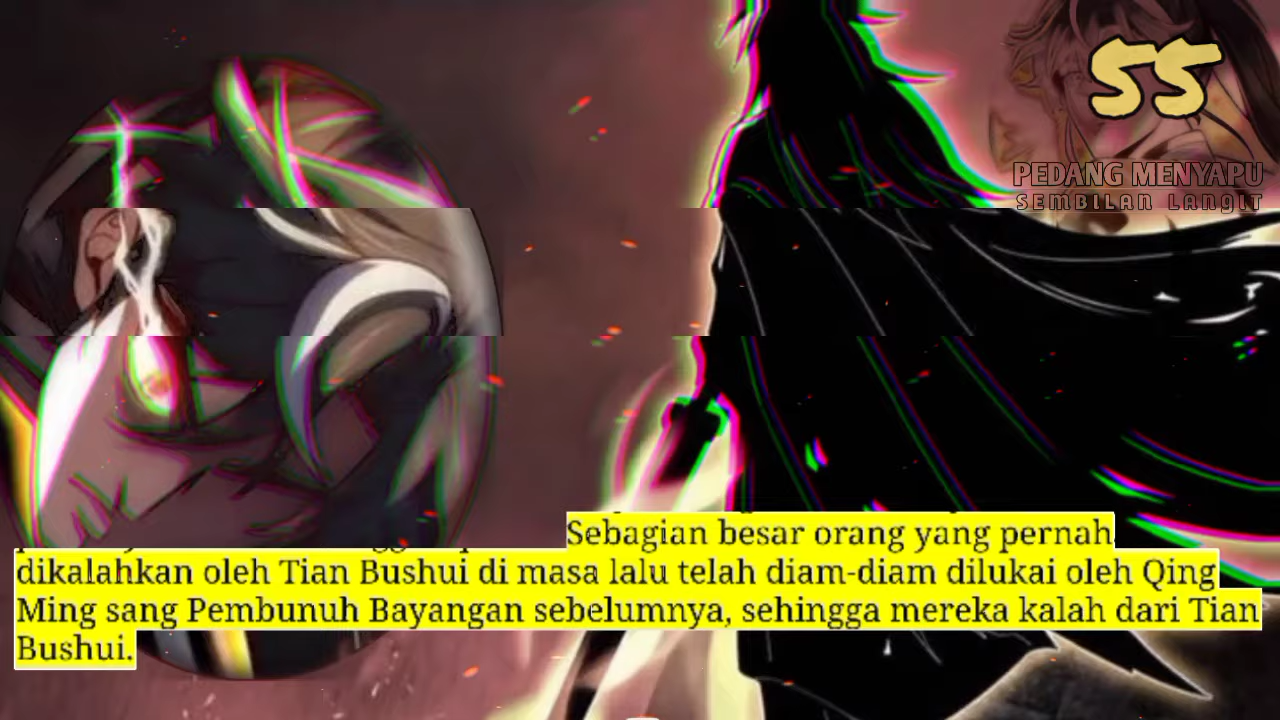 55
PEDANG MENYAPU
SEMBILAN LANGIT
Sebagian besar orang yang pernah
dikalahkan oleh Tian Bushui di masa lalu telah diam-diam dilukai oleh Qing
Ming sang Pembunuh Bayangan sebelumnya, sehingga mereka kalah dari Tian
Bushui.